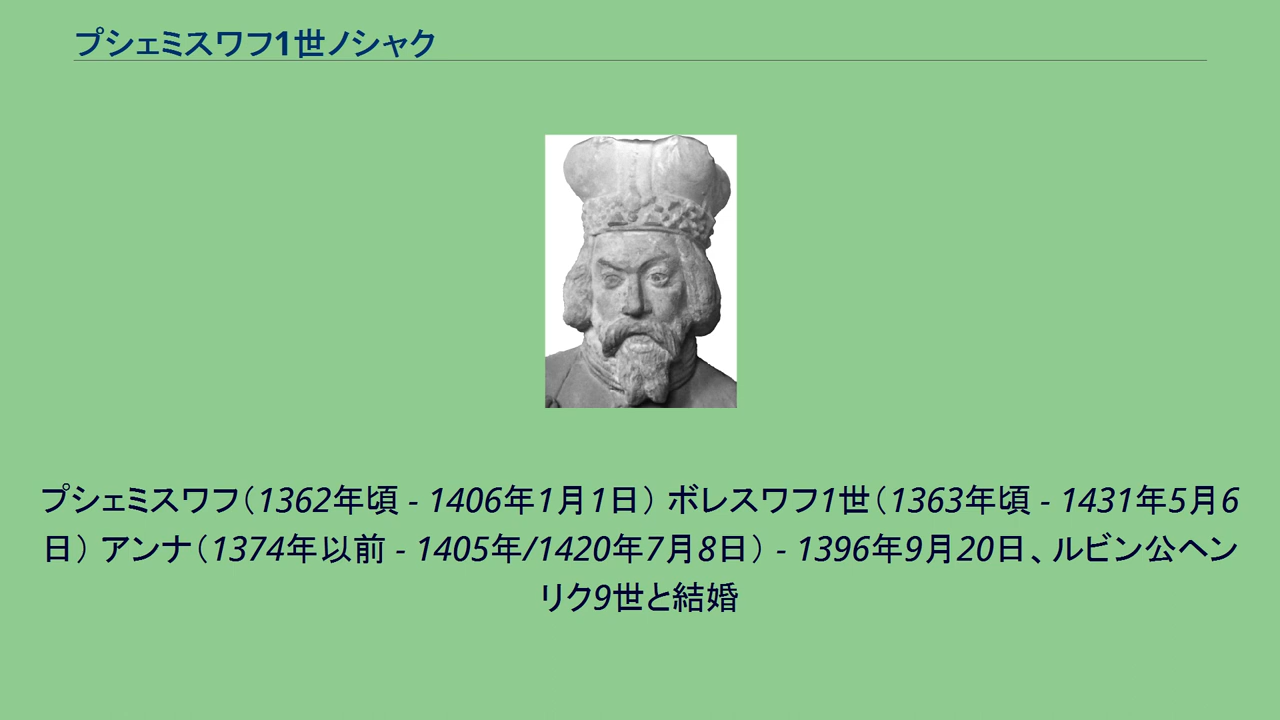 プシェミスワフ1世ノシャク
プシェミスワフ（1362年頃 - 1406年1月1日） ボレスワフ1世（1363年頃 - 1431年5月6
日） アンナ（1374年以前 - 1405年/1420年7月8日） - 1396年9月20日、ルビン公ヘン
リク9世と結婚